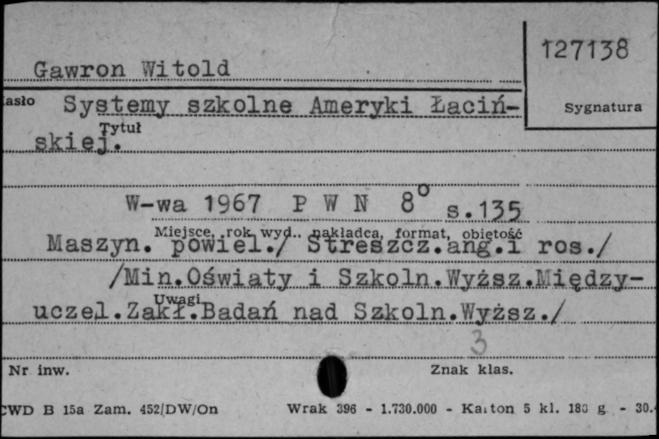 127138
Gawron Witold
Sygnatura
asło Systemy szkolne Ameryki Łaciń-
Tytuł
skiej.
W-wa 1967 P W N 8° s.135
Miejsce, rok wyd., nakładca, format, objętość
Maszyn. powiel./ Streszcz.ang.i ros./
/Min.Oświaty i Szkoln.Wyższ.Między-
Uwagi
uczel.Zakł.Badań nad Szkoln.Wyższ./
3
Nr inw. Znak klas.
CWD B 15a Zam. 452/DW/On Wrak 396 - 1.730.000 - Karton 5 kl. 180 g - 30.